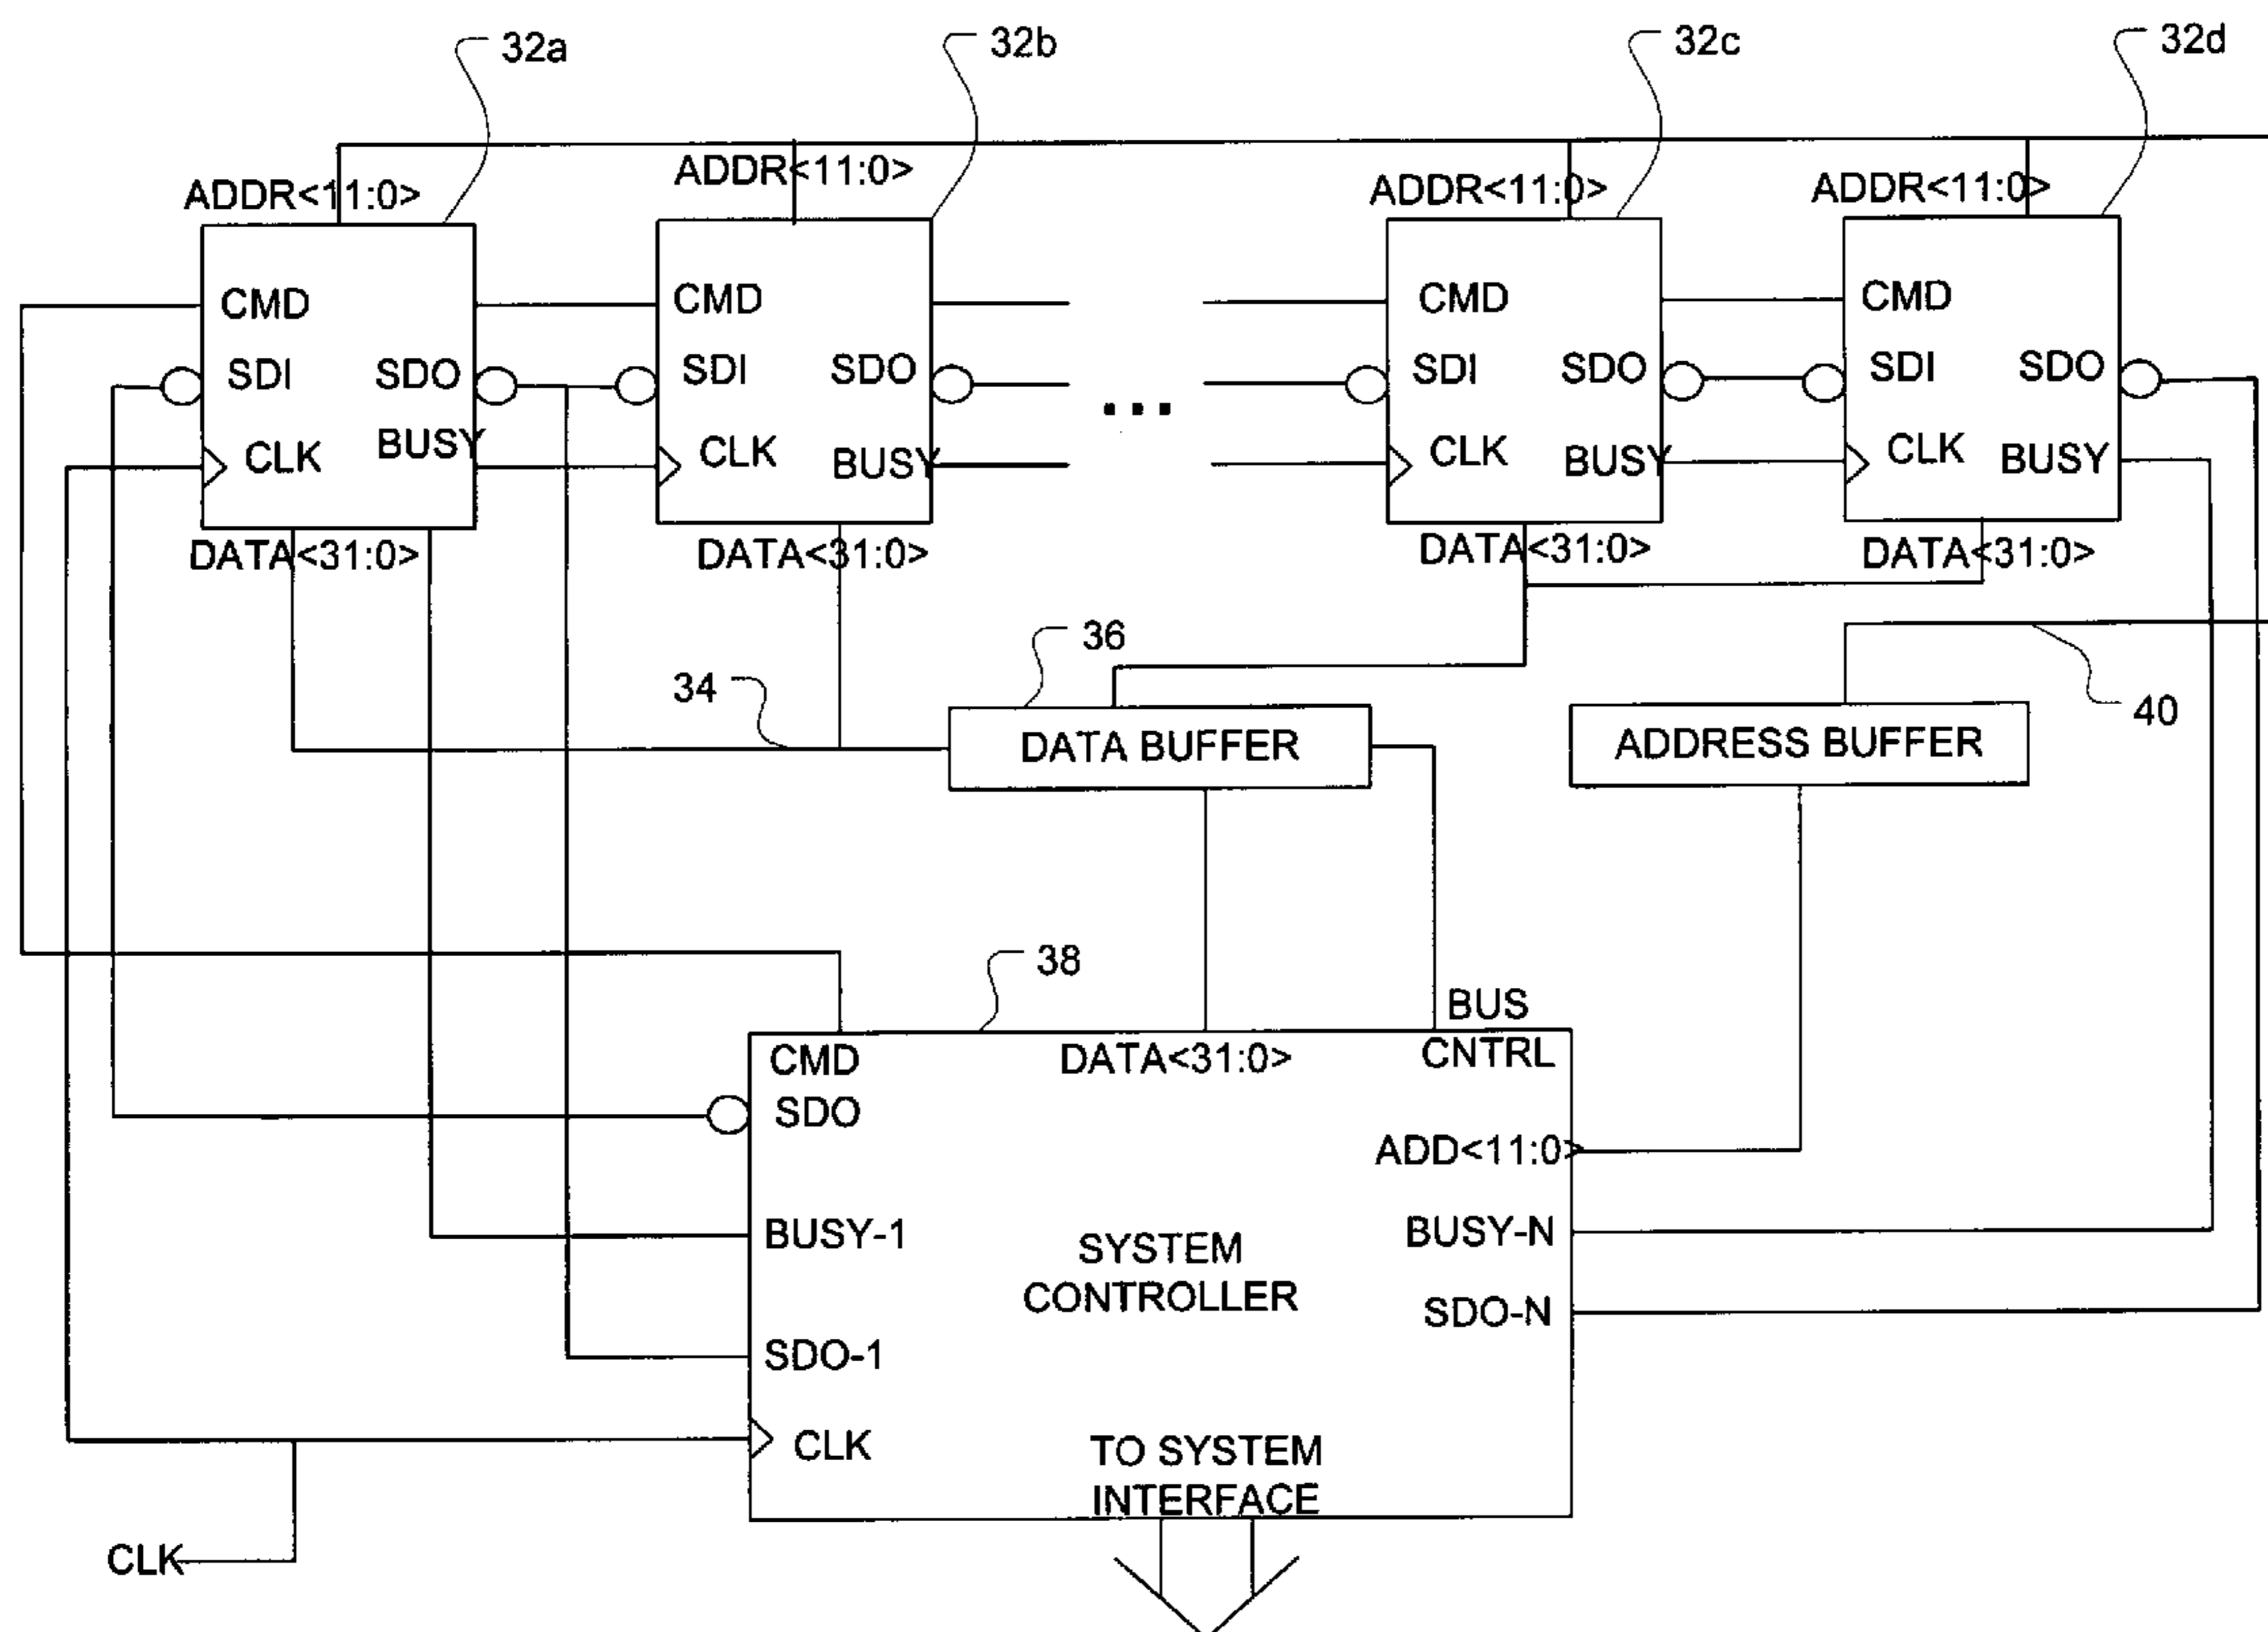 32a
32b
32c
32d
ADDR<11:0>
ADDR<11:0>
ADDR<11:0>
ADDR<11:0>
CMD
SDI
SDO
CLK
BUSY
DATA<31:0>
CMD
SDI
SDO
CLK
BUSY
DATA<31:0>
...
CMD
SDI
SDO
CLK
BUSY
DATA<31:0>
CMD
SDI
SDO
CLK
BUSY
DATA<31:0>
34
36
DATA BUFFER
ADDRESS BUFFER
40
38
BUS
CMD
DATA<31:0>
CNTRL
SDO
ADD<11:0>
BUSY-1
SYSTEM
CONTROLLER
BUSY-N
SDO-N
SDO-1
CLK
TO SYSTEM
INTERFACE
CLK